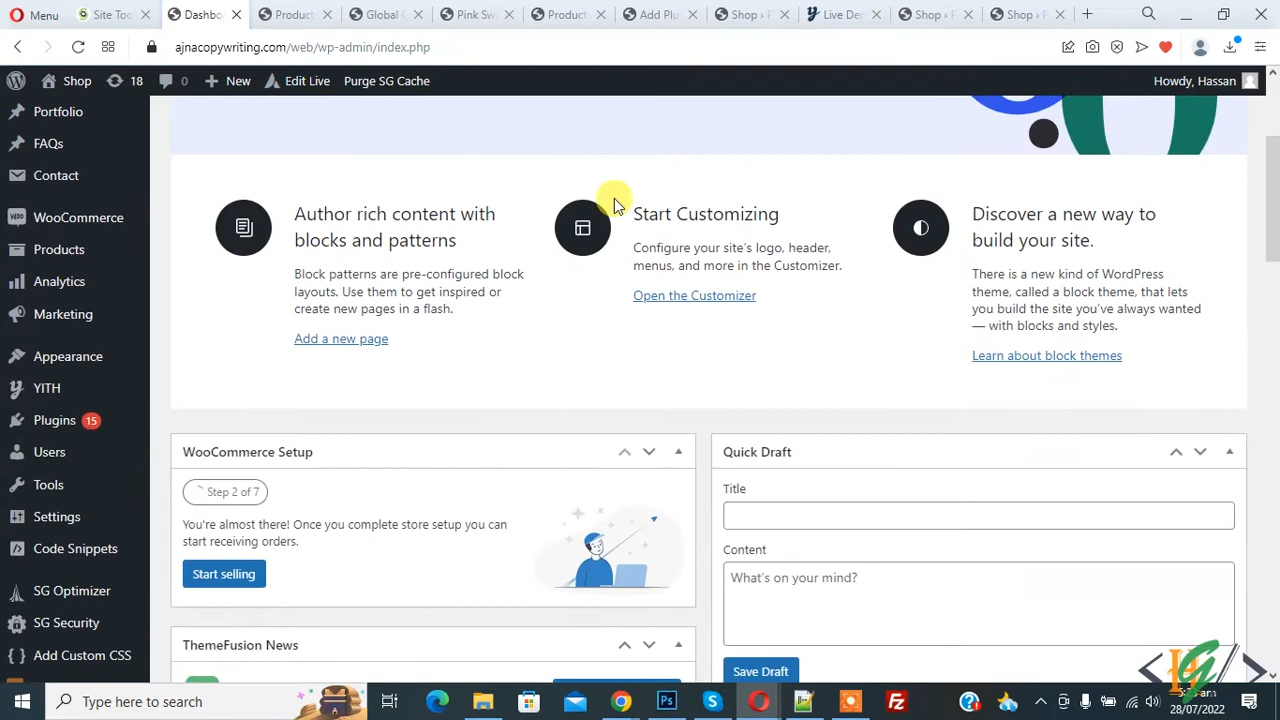 Menu
Site Tools
Dashbo
Product
Global G
Pink Sw
Product
Add Plu
Shop › P
Live Der
Shop › P
Shop › P
ajnacopywriting.com/web/wp-admin/index.php
Shop
18
0
New
Edit Live
Purge SG Cache
Howdy, Hassan
Portfolio
FAQs
Contact
WooCommerce
Products
Analytics
Marketing
Appearance
YITH
Plugins 15
Users
Tools
Settings
Code Snippets
SG Optimizer
SG Security
Add Custom CSS
Author rich content with
blocks and patterns
Block patterns are pre-configured block
layouts. Use them to get inspired or
create new pages in a flash.
Add a new page
Start Customizing
Configure your site's logo, header,
menus, and more in the Customizer.
Open the Customizer
Discover a new way to
build your site.
There is a new kind of WordPress
theme, called a block theme, that lets
you build the site you've always wanted
— with blocks and styles.
Learn about block themes
WooCommerce Setup
Step 2 of 7
You're almost there! Once you complete store setup you can
start receiving orders.
Start selling
ThemeFusion News
Quick Draft
Title
Content
What's on your mind?
Save Draft
Type here to search
28/07/2022